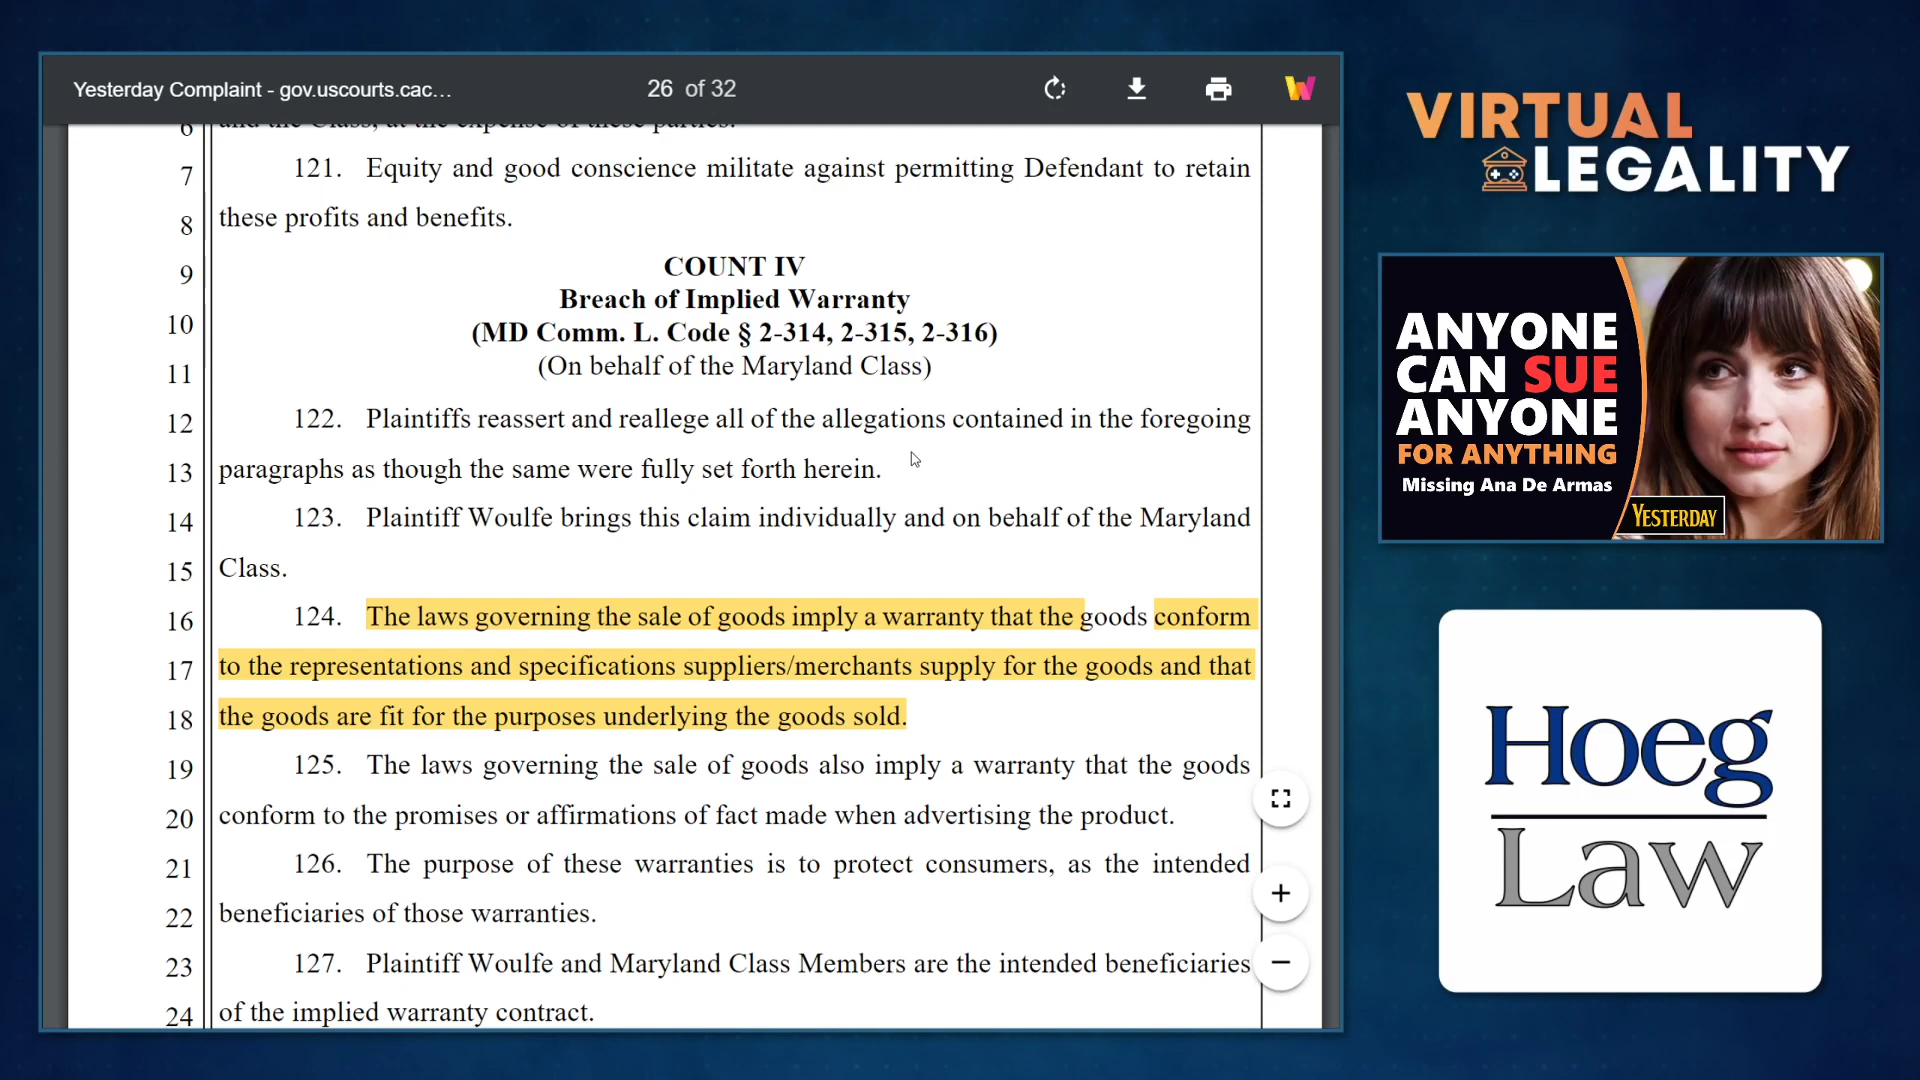 Yesterday Complaint - gov.uscourts.cac...
26 of 32
6 and the Class, at the expense of these parties.
7 121. Equity and good conscience militate against permitting Defendant to retain
8 these profits and benefits.
9 COUNT IV
Breach of Implied Warranty
10 (MD Comm. L. Code § 2-314, 2-315, 2-316)
11 (On behalf of the Maryland Class)
12 122. Plaintiffs reassert and reallege all of the allegations contained in the foregoing
13 paragraphs as though the same were fully set forth herein.
14 123. Plaintiff Woulfe brings this claim individually and on behalf of the Maryland
15 Class.
16 124. The laws governing the sale of goods imply a warranty that the goods conform
17 to the representations and specifications suppliers/merchants supply for the goods and that
18 the goods are fit for the purposes underlying the goods sold.
19 125. The laws governing the sale of goods also imply a warranty that the goods
20 conform to the promises or affirmations of fact made when advertising the product.
21 126. The purpose of these warranties is to protect consumers, as the intended
22 beneficiaries of those warranties.
23 127. Plaintiff Woulfe and Maryland Class Members are the intended beneficiaries
24 of the implied warranty contract.
VIRTUAL
LEGALITY
ANYONE
CAN SUE
ANYONE
FOR ANYTHING
Missing Ana De Armas
YESTERDAY
Hoeg
Law